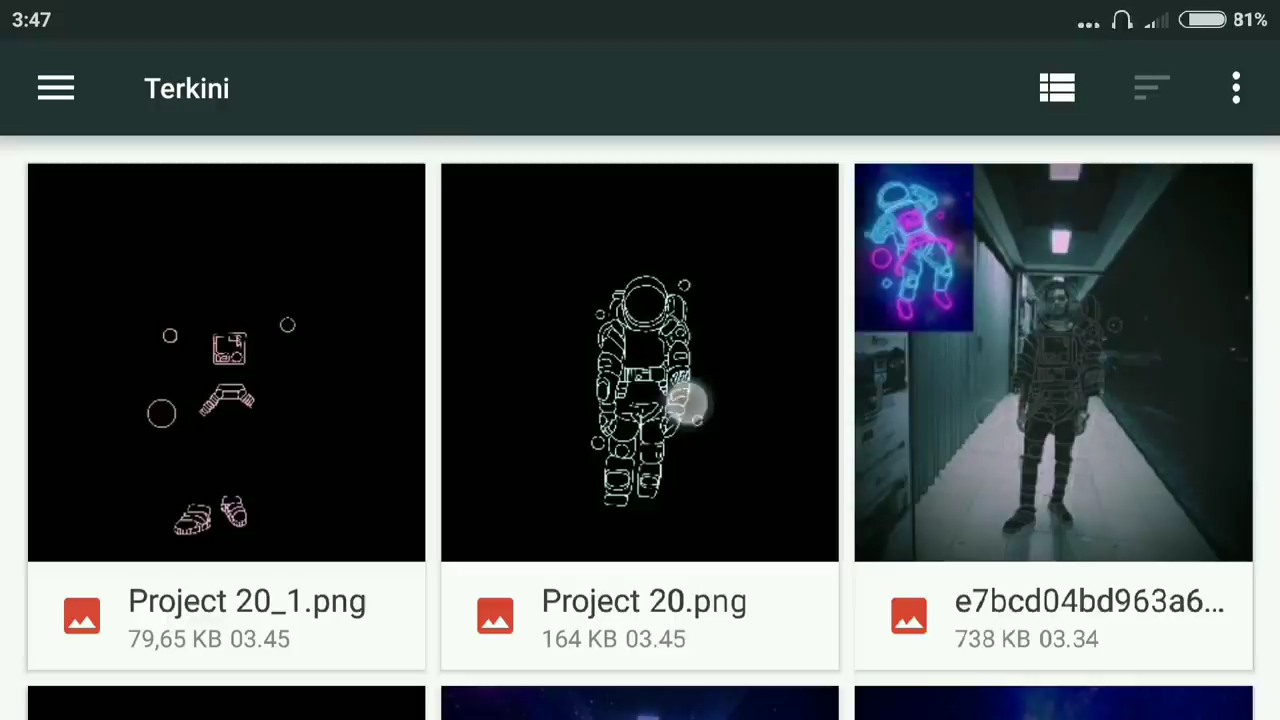 3:47
81%
Terkini
Project 20_1.png
79,65 KB 03.45
Project 20.png
164 KB 03.45
e7bcd04bd963a6...
738 KB 03.34